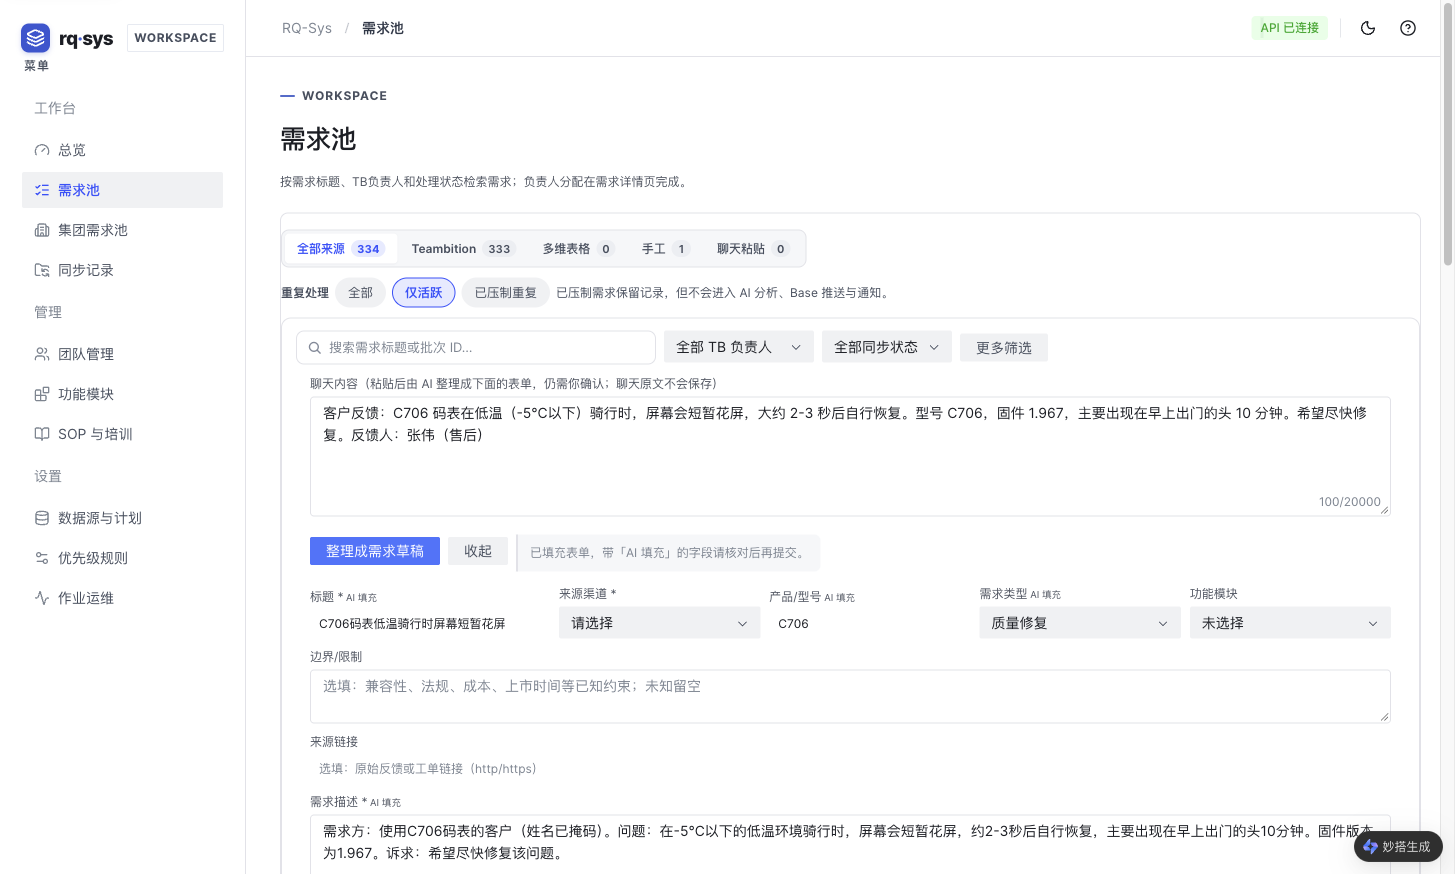 rq·sys WORKSPACE
菜单
工作台
总览
需求池
集团需求池
同步记录
管理
团队管理
功能模块
SOP 与培训
设置
数据源与计划
优先级规则
作业运维
RQ-Sys / 需求池
API 已连接
WORKSPACE
需求池
按需求标题、TB负责人和处理状态检索需求；负责人分配在需求详情页完成。
全部来源 334 Teambition 333 多维表格 0 手工 1 聊天粘贴 0
重复处理 全部 仅活跃 已压制重复 已压制需求保留记录，但不会进入 AI 分析、Base 推送与通知。
搜索需求标题或批次 ID... 全部 TB 负责人 全部同步状态 更多筛选
聊天内容（粘贴后由 AI 整理成下面的表单，仍需你确认；聊天原文不会保存）
客户反馈：C706 码表在低温（-5°C以下）骑行时，屏幕会短暂花屏，大约 2-3 秒后自行恢复。型号 C706，固件 1.967，主要出现在早上出门的头 10 分钟。希望尽快修
复。反馈人：张伟（售后）
100/20000
整理成需求草稿 收起 已填充表单，带「AI 填充」的字段请核对后再提交。
标题 * AI 填充 来源渠道 * 产品/型号 AI 填充 需求类型 AI 填充 功能模块
C706码表低温骑行时屏幕短暂花屏 请选择 C706 质量修复 未选择
边界/限制
选填：兼容性、法规、成本、上市时间等已知约束；未知留空
来源链接
选填：原始反馈或工单链接（http/https）
需求描述 * AI 填充
需求方：使用C706码表的客户（姓名已掩码）。问题：在-5°C以下的低温环境骑行时，屏幕会短暂花屏，约2-3秒后自行恢复，主要出现在早上出门的头10分钟。固件版本
为1.967。诉求：希望尽快修复该问题。
妙搭生成